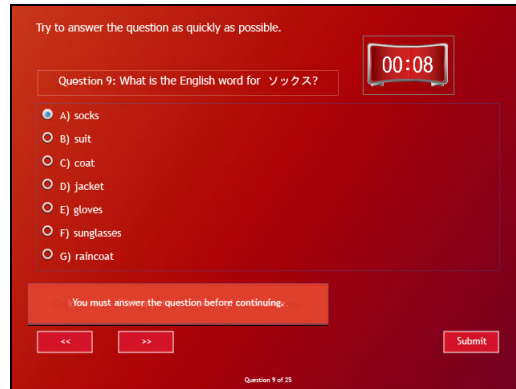 Try to answer the question as quickly as possible.
00:08
Question 9: What is the English word for ソックス?
A) socks
B) suit
C) coat
D) jacket
E) gloves
F) sunglasses
G) raincoat
You must answer the question before continuing.
<< >> Submit
Question 9 of 25